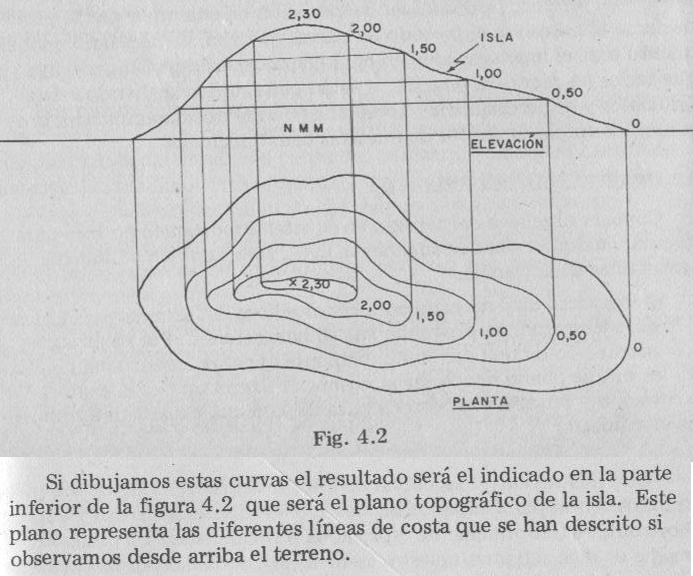 2,30
2,00
1,50
ISLA
1,00
0,50
0
N M M
ELEVACIÓN
× 2,30
2,00
1,50
1,00
0,50
0
PLANTA
Fig. 4.2
Si dibujamos estas curvas el resultado será el indicado en la parte
inferior de la figura 4.2 que será el plano topográfico de la isla. Este
plano representa las diferentes líneas de costa que se han descrito si
observamos desde arriba el terreno.